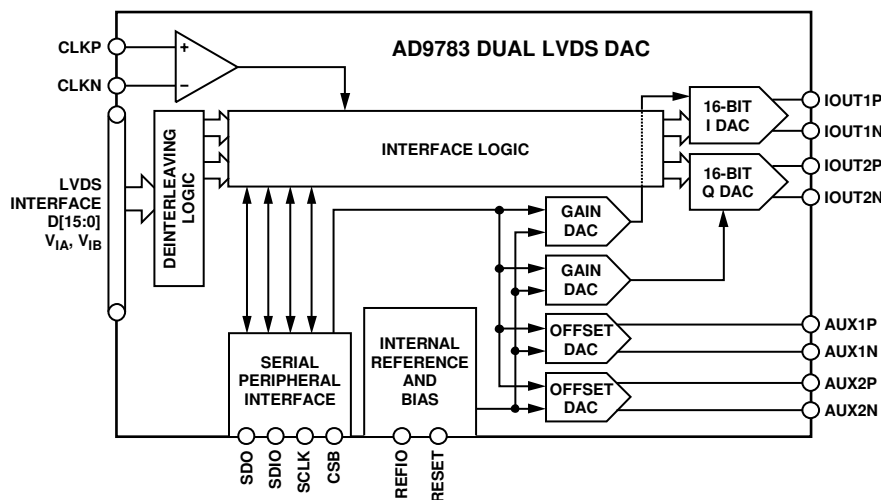 AD9783 DUAL LVDS DAC
CLKP
CLKN
LVDS
INTERFACE
D[15:0]
VIA, VIB
DEINTERLEAVING
LOGIC
INTERFACE LOGIC
16-BIT
I DAC
16-BIT
Q DAC
IOUT1P
IOUT1N
IOUT2P
IOUT2N
GAIN
DAC
GAIN
DAC
OFFSET
DAC
OFFSET
DAC
AUX1P
AUX1N
AUX2P
AUX2N
SERIAL
PERIPHERAL
INTERFACE
INTERNAL
REFERENCE
AND
BIAS
SDO
SDIO
SCLK
CSB
REFIO
RESET